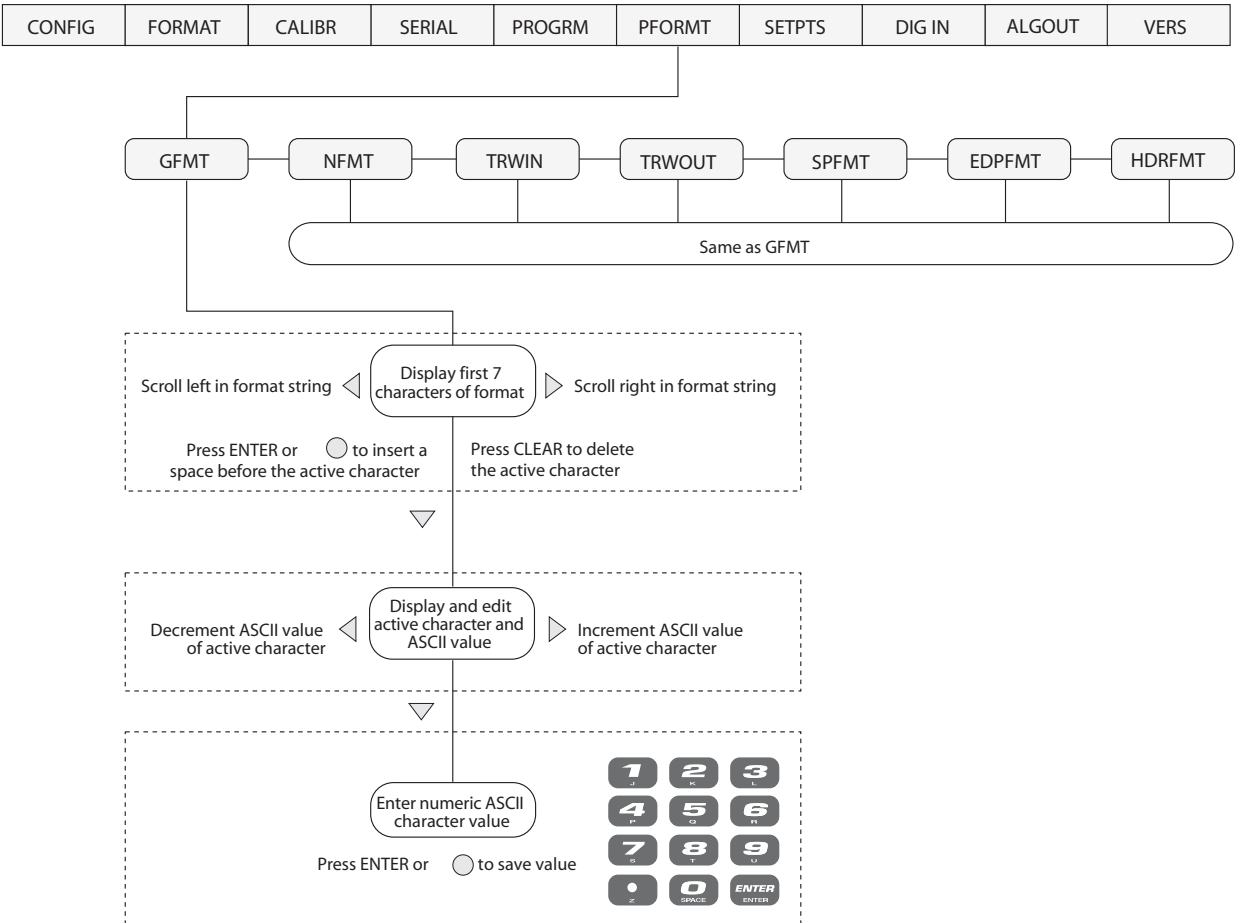 CONFIG FORMAT CALIBR SERIAL PROGRM PFORMT SETPTS DIG IN ALGOUT VERS
GFMT NFMT TRWIN TRWOUT SPFMT EDPFMT HDRFMT
Same as GFMT
Display first 7
characters of format
Scroll left in format string
Scroll right in format string
Press ENTER or to insert a
space before the active character
Press CLEAR to delete
the active character
Display and edit
active character and
ASCII value
Decrement ASCII value
of active character
Increment ASCII value
of active character
Enter numeric ASCII
character value
Press ENTER or to save value
1 2 3
J K L
4 5 6
P Q R
7 8 9
S T U
• 0 ENTER
Z SPACE ENTER